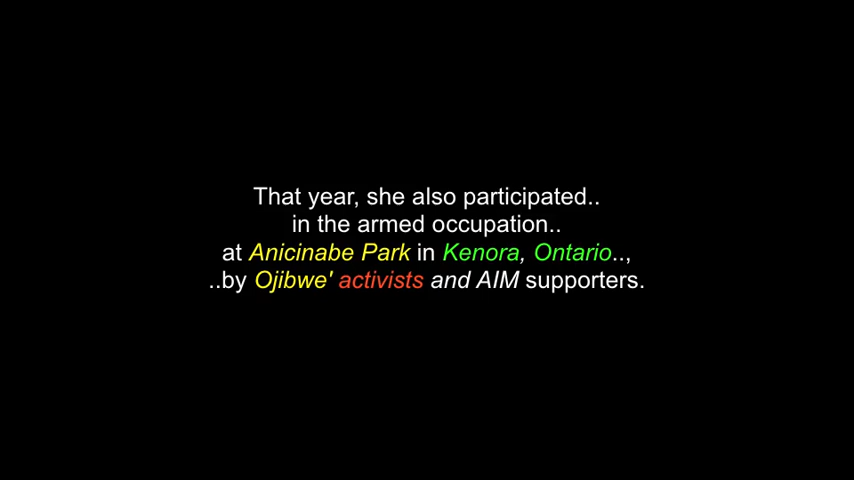 That year, she also participated..
in the armed occupation..
at Anicinabe Park in Kenora, Ontario..,
..by Ojibwe' activists and AIM supporters.